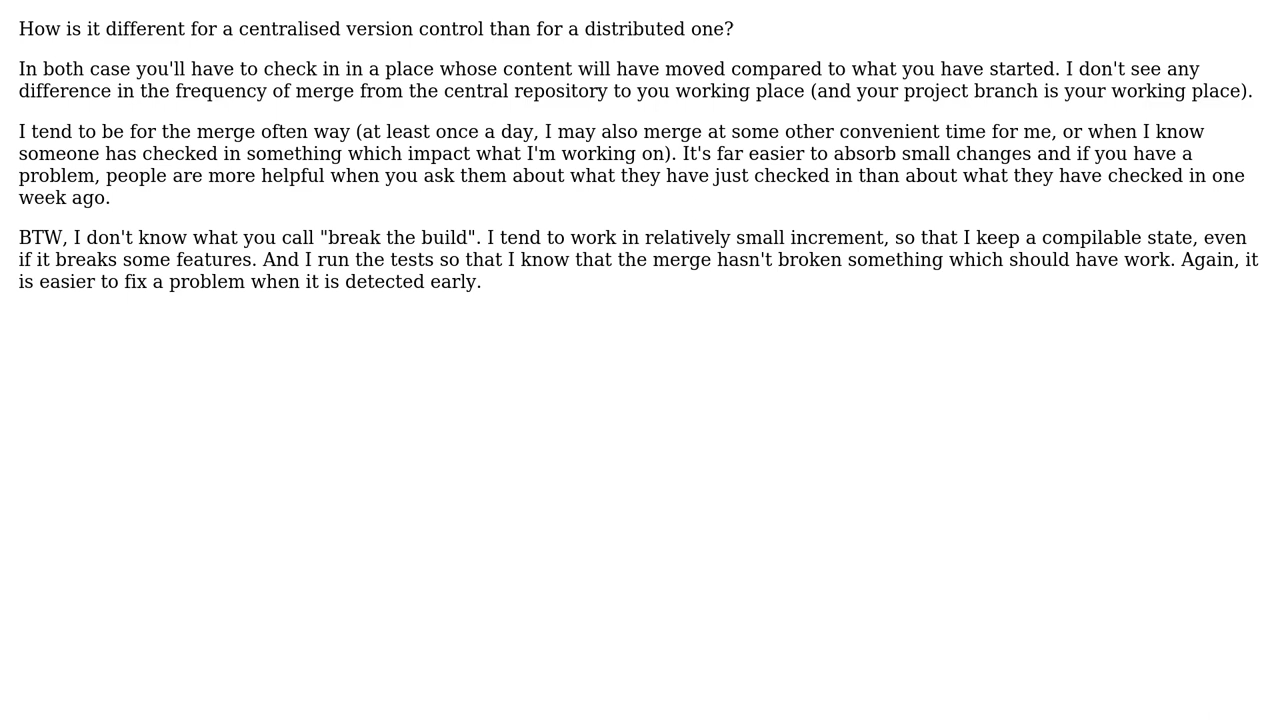 How is it different for a centralised version control than for a distributed one?
In both case you'll have to check in in a place whose content will have moved compared to what you have started. I don't see any
difference in the frequency of merge from the central repository to you working place (and your project branch is your working place).
I tend to be for the merge often way (at least once a day, I may also merge at some other convenient time for me, or when I know
someone has checked in something which impact what I'm working on). It's far easier to absorb small changes and if you have a
problem, people are more helpful when you ask them about what they have just checked in than about what they have checked in one
week ago.
BTW, I don't know what you call "break the build". I tend to work in relatively small increment, so that I keep a compilable state, even
if it breaks some features. And I run the tests so that I know that the merge hasn't broken something which should have work. Again, it
is easier to fix a problem when it is detected early.